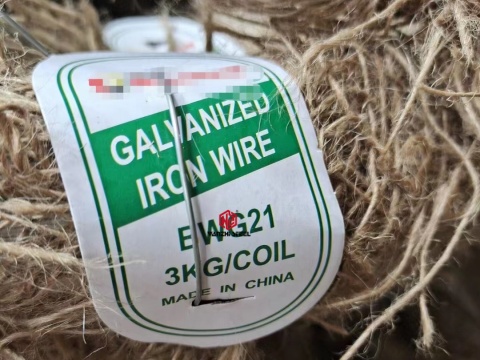 GALVANIZED
IRON WIRE
BWG21
3KG/COIL
MADE IN CHINA